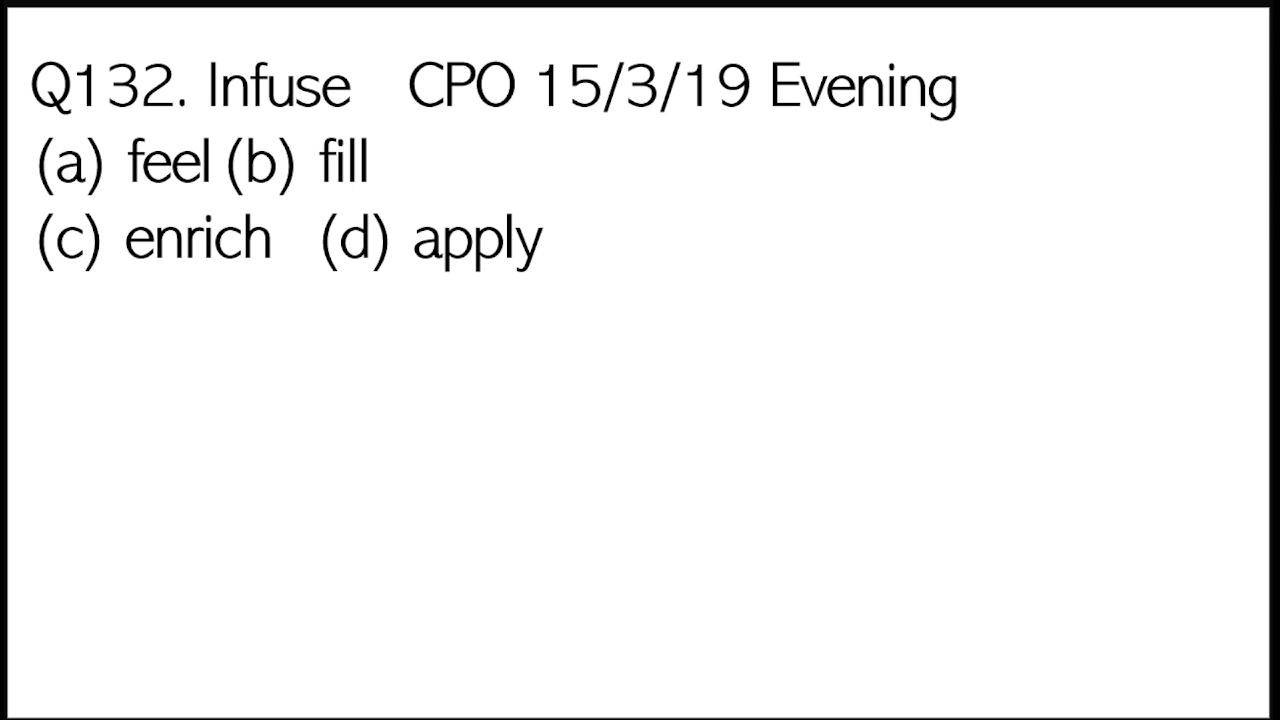 Q132. Infuse CPO 15/3/19 Evening
(a) feel (b) fill
(c) enrich (d) apply